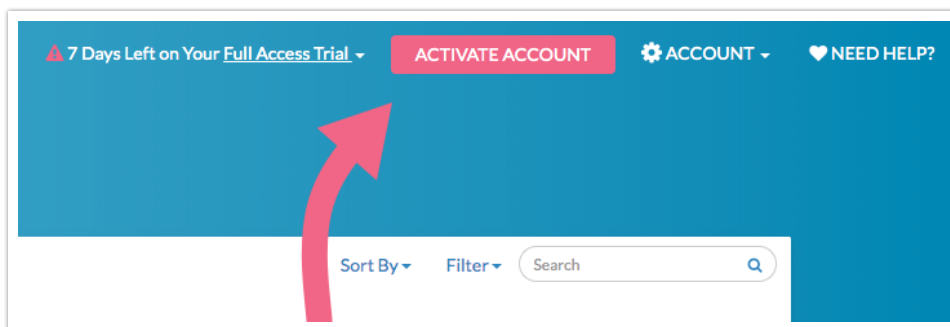 7 Days Left on Your Full Access Trial ACTIVATE ACCOUNT ACCOUNT NEED HELP?
Sort By Filter Search